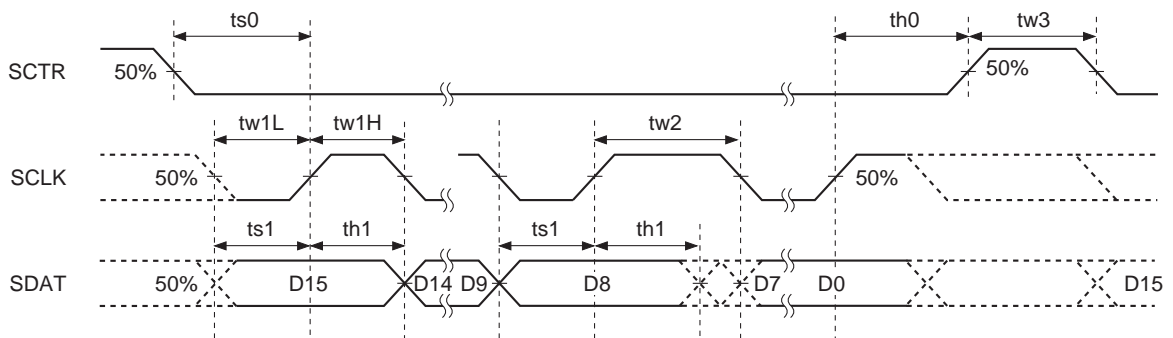 ts0 th0 tw3
SCTR 50% 50%
tw1L tw1H tw2
SCLK 50% 50%
ts1 th1 ts1 th1
SDAT 50% D15 D14 D9 D8 D7 D0 D15